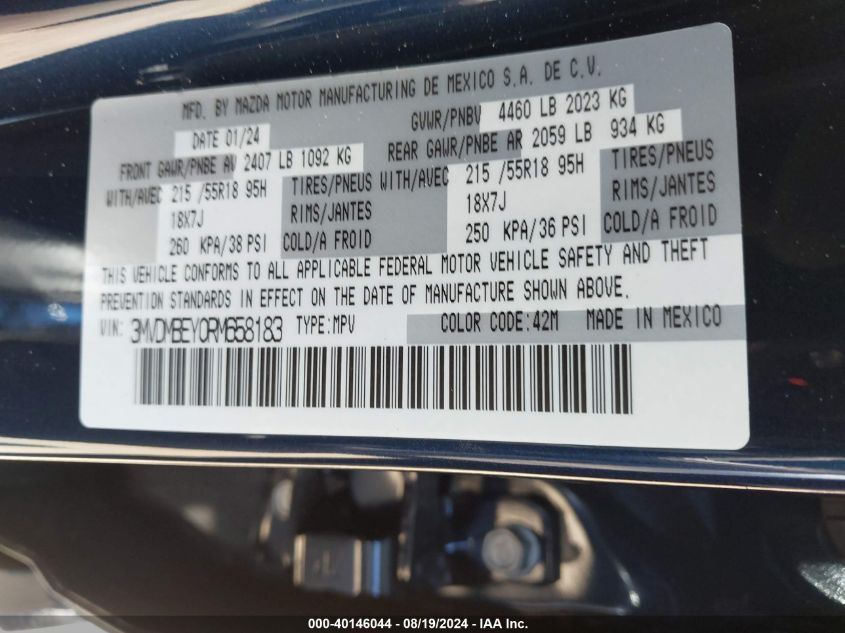 MFD. BY MAZDA MOTOR MANUFACTURING DE MEXICO S.A. DE C.V.
DATE 01/24 GVWR/PNBV 4460 LB 2023 KG
FRONT GAWR/PNBE AV 2407 LB 1092 KG REAR GAWR/PNBE AR 2059 LB 934 KG
WITH/AVEC 215 /55R18 95H TIRES/PNEUS WITH/AVEC 215 /55R18 95H TIRES/PNEUS
18X7J RIMS/JANTES 18X7J RIMS/JANTES
260 KPA/38 PSI COLD/A FROID 250 KPA/36 PSI COLD/A FROID
THIS VEHICLE CONFORMS TO ALL APPLICABLE FEDERAL MOTOR VEHICLE SAFETY AND THEFT
PREVENTION STANDARDS IN EFFECT ON THE DATE OF MANUFACTURE SHOWN ABOVE.
VIN: 3MVDMBEY0RM658183 TYPE:MPV COLOR CODE:42M MADE IN MEXICO
000-40146044 - 08/19/2024 - IAA Inc.